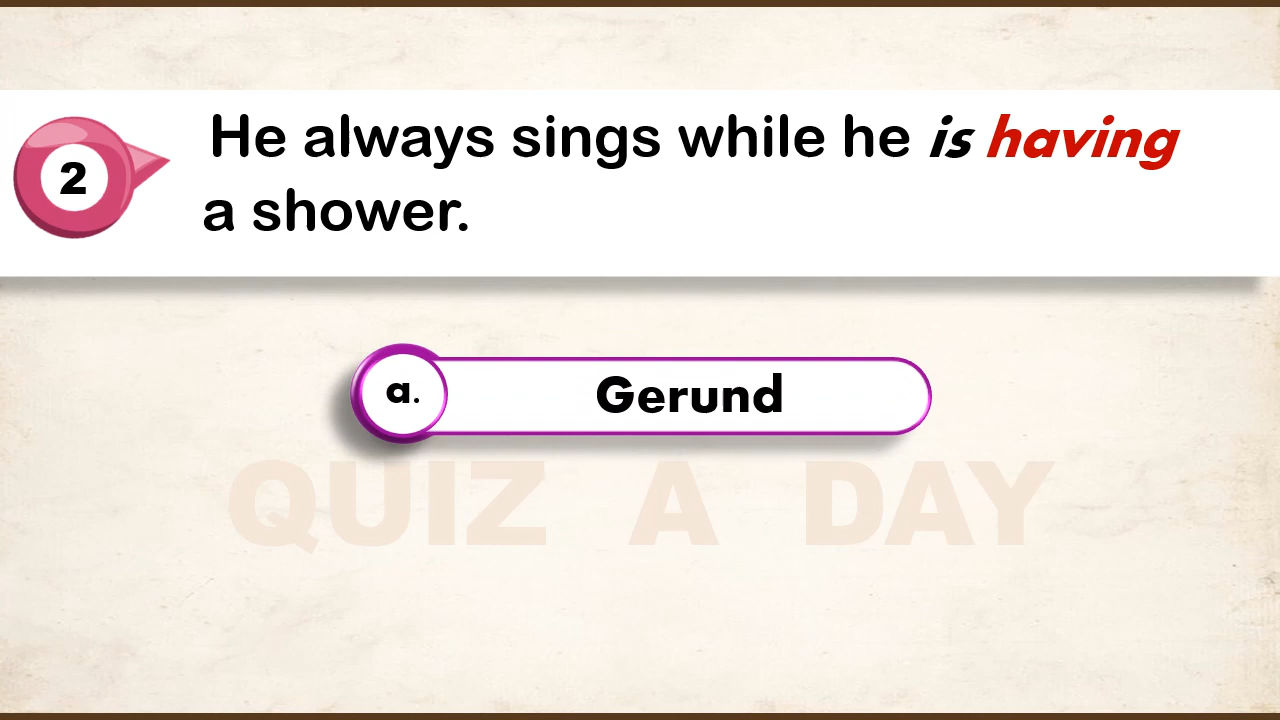 2
He always sings while he is having
a shower.
a. Gerund
QUIZ A DAY